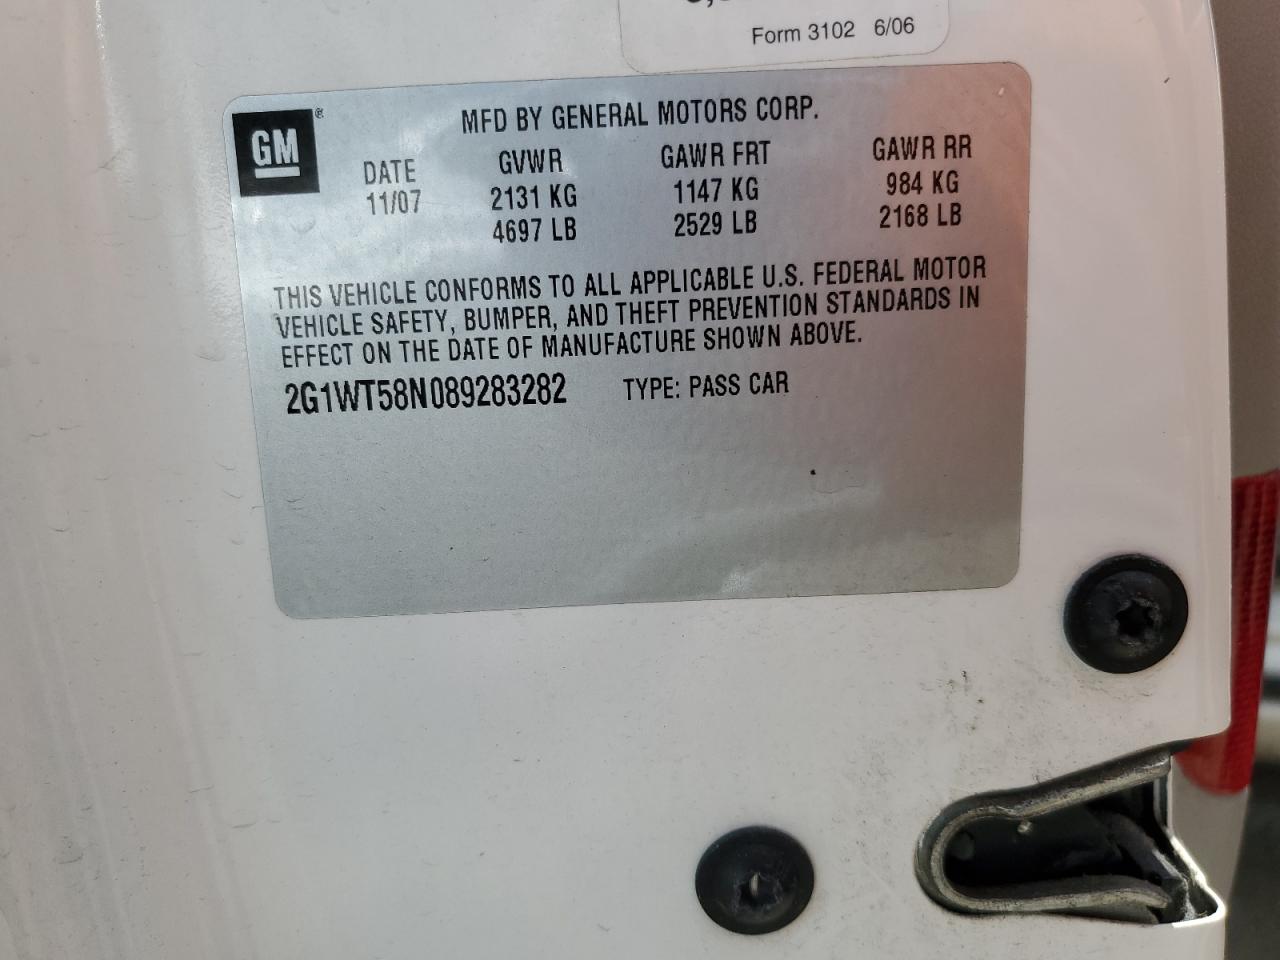 Form 3102 6/06
GM®
MFD BY GENERAL MOTORS CORP.
DATE GVWR GAWR FRT GAWR RR
11/07 2131 KG 1147 KG 984 KG
4697 LB 2529 LB 2168 LB
THIS VEHICLE CONFORMS TO ALL APPLICABLE U.S. FEDERAL MOTOR
VEHICLE SAFETY, BUMPER, AND THEFT PREVENTION STANDARDS IN
EFFECT ON THE DATE OF MANUFACTURE SHOWN ABOVE.
2G1WT58N089283282 TYPE: PASS CAR